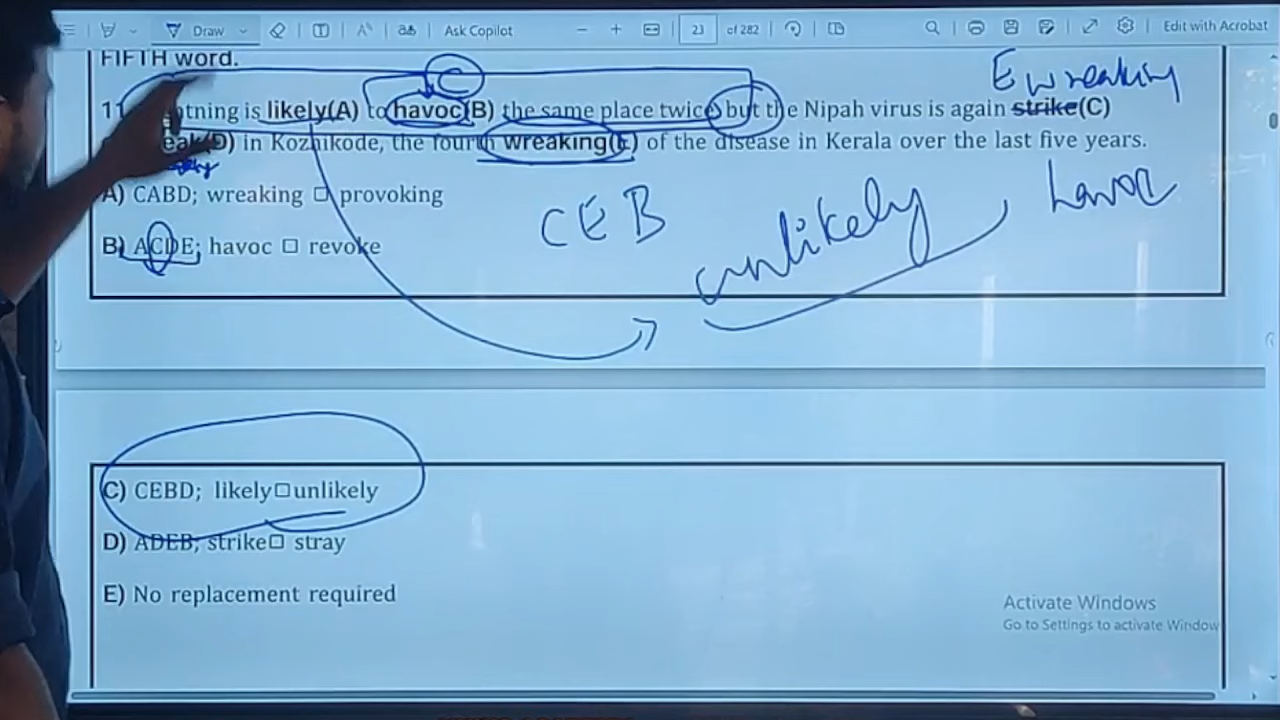 Draw
Ask Copilot
23 of 282
Edit with Acrobat
FIFTH word.
C
E wreaking
is likely(A) to havoc(B) the same place twice but the Nipah virus is again strike(C)
(D) in Kozhikode, the fourth wreaking(E) of the disease in Kerala over the last five years.
A) CABD; wreaking □ provoking
CEB
unlikely
havoc
B) ACDE; havoc □ revoke
C) CEBD; likely□unlikely
D) ADEB; strike□ stray
E) No replacement required
Activate Windows
Go to Settings to activate Window